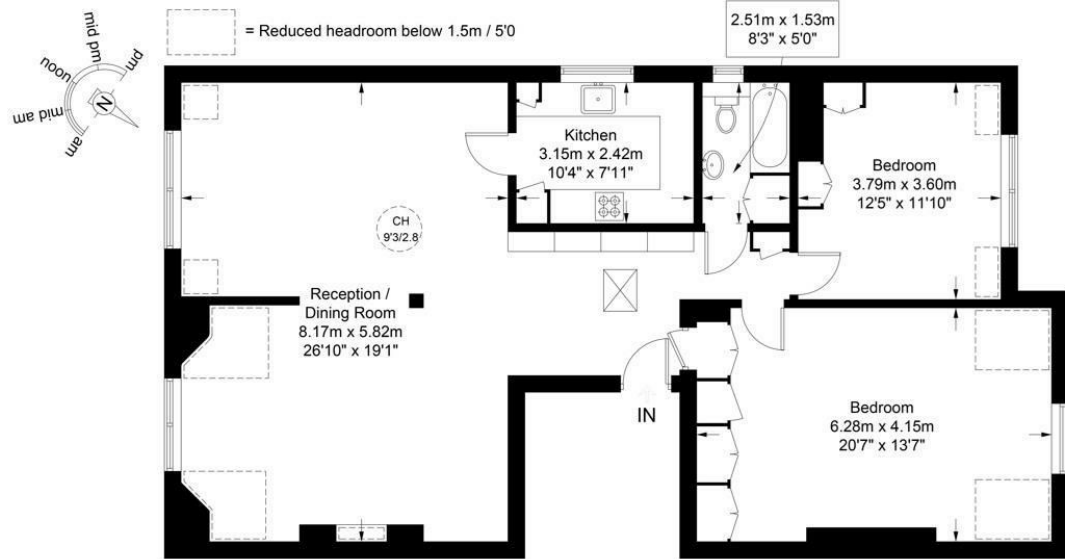 = Reduced headroom below 1.5m / 5'0
2.51m x 1.53m
8'3" x 5'0"
pm
mid pm
noon
mid am
am
N
Kitchen
3.15m x 2.42m
10'4" x 7'11"
Bedroom
3.79m x 3.60m
12'5" x 11'10"
CH
9'3/2.8
Reception /
Dining Room
8.17m x 5.82m
26'10" x 19'1"
IN
Bedroom
6.28m x 4.15m
20'7" x 13'7"